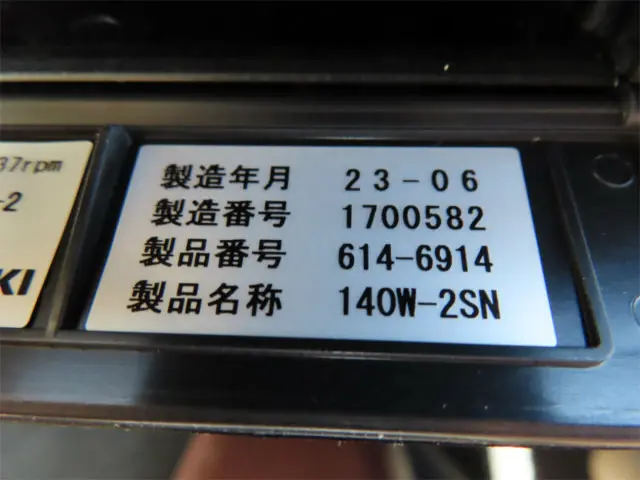 37rpm
-2
KI
製造年月 23-06
製造番号 1700582
製品番号 614-6914
製品名称 140W-2SN